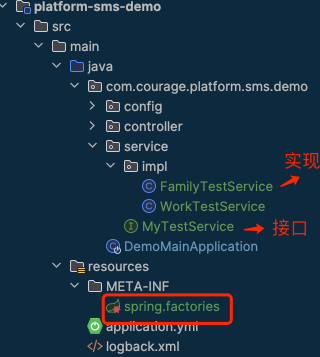 platform-sms-demo
src
main
java
com.courage.platform.sms.demo
config
controller
service
impl
实现
FamilyTestService
WorkTestService
MyTestService
接口
DemoMainApplication
resources
META-INF
spring.factories
application.yml
logback.xml